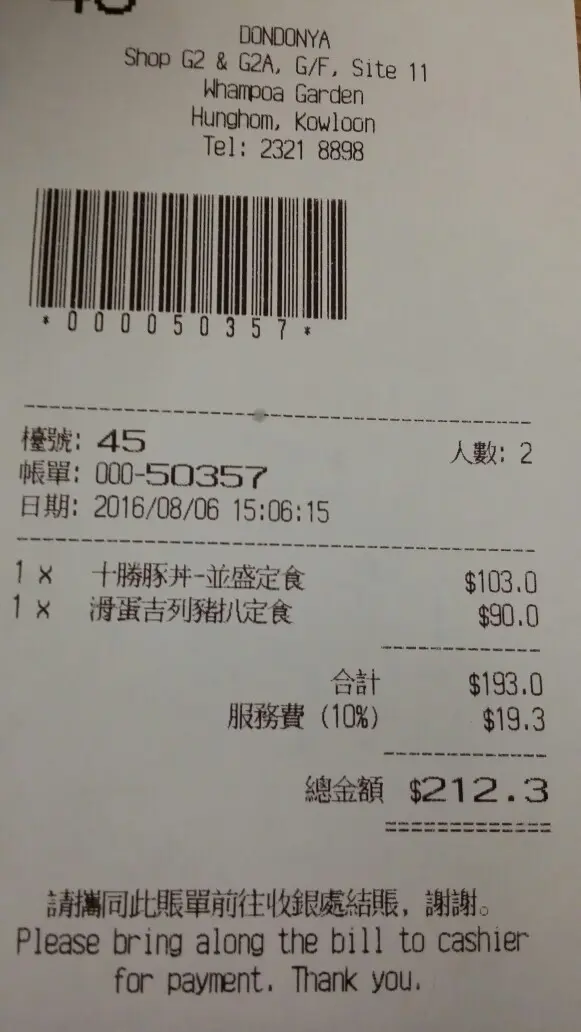 DONDONYA
Shop G2 & G2A, G/F, Site 11
Whampoa Garden
Hunghom, Kowloon
Tel: 2321 8898
*000050357*
檯號: 45 人數: 2
帳單: 000-50357
日期: 2016/08/06 15:06:15
1 x 十勝豚丼-並盛定食 $103.0
1 x 滑蛋吉列豬扒定食 $90.0
合計 $193.0
服務費 (10%) $19.3
總金額 $212.3
請攜同此賬單前往收銀處結賬, 謝謝。
Please bring along the bill to cashier
for payment. Thank you.